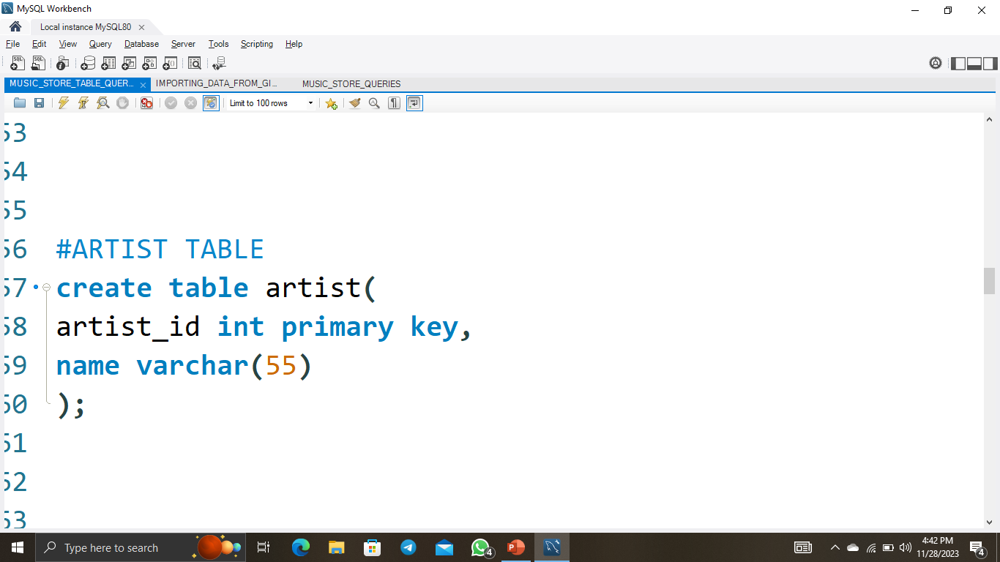 MySQL Workbench
Local instance MySQL80
File Edit View Query Database Server Tools Scripting Help
MUSIC_STORE_TABLE_QUER... IMPORTING_DATA_FROM_GI... MUSIC_STORE_QUERIES
Limit to 100 rows
53
54
55
56 #ARTIST TABLE
57 create table artist(
58 artist_id int primary key,
59 name varchar(55)
60 );
61
62
63
Type here to search
4
4:42 PM
11/28/2023
4